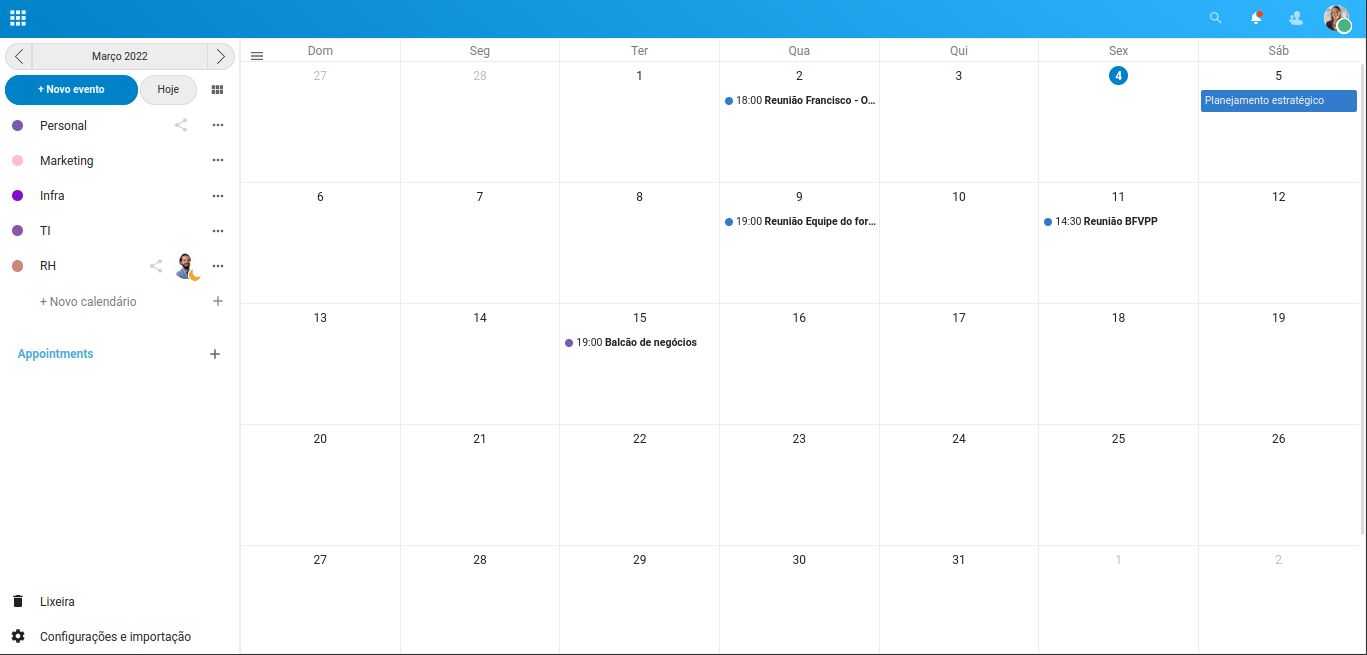 Março 2022
+ Novo evento
Hoje
Personal
Marketing
Infra
TI
RH
+ Novo calendário
Appointments
Lixeira
Configurações e importação
Dom Seg Ter Qua Qui Sex Sáb
27 28 1 2 3 4 5
18:00 Reunião Francisco - O...
Planejamento estratégico
6 7 8 9 10 11 12
19:00 Reunião Equipe do for...
14:30 Reunião BFVPP
13 14 15 16 17 18 19
19:00 Balcão de negócios
20 21 22 23 24 25 26
27 28 29 30 31 1 2